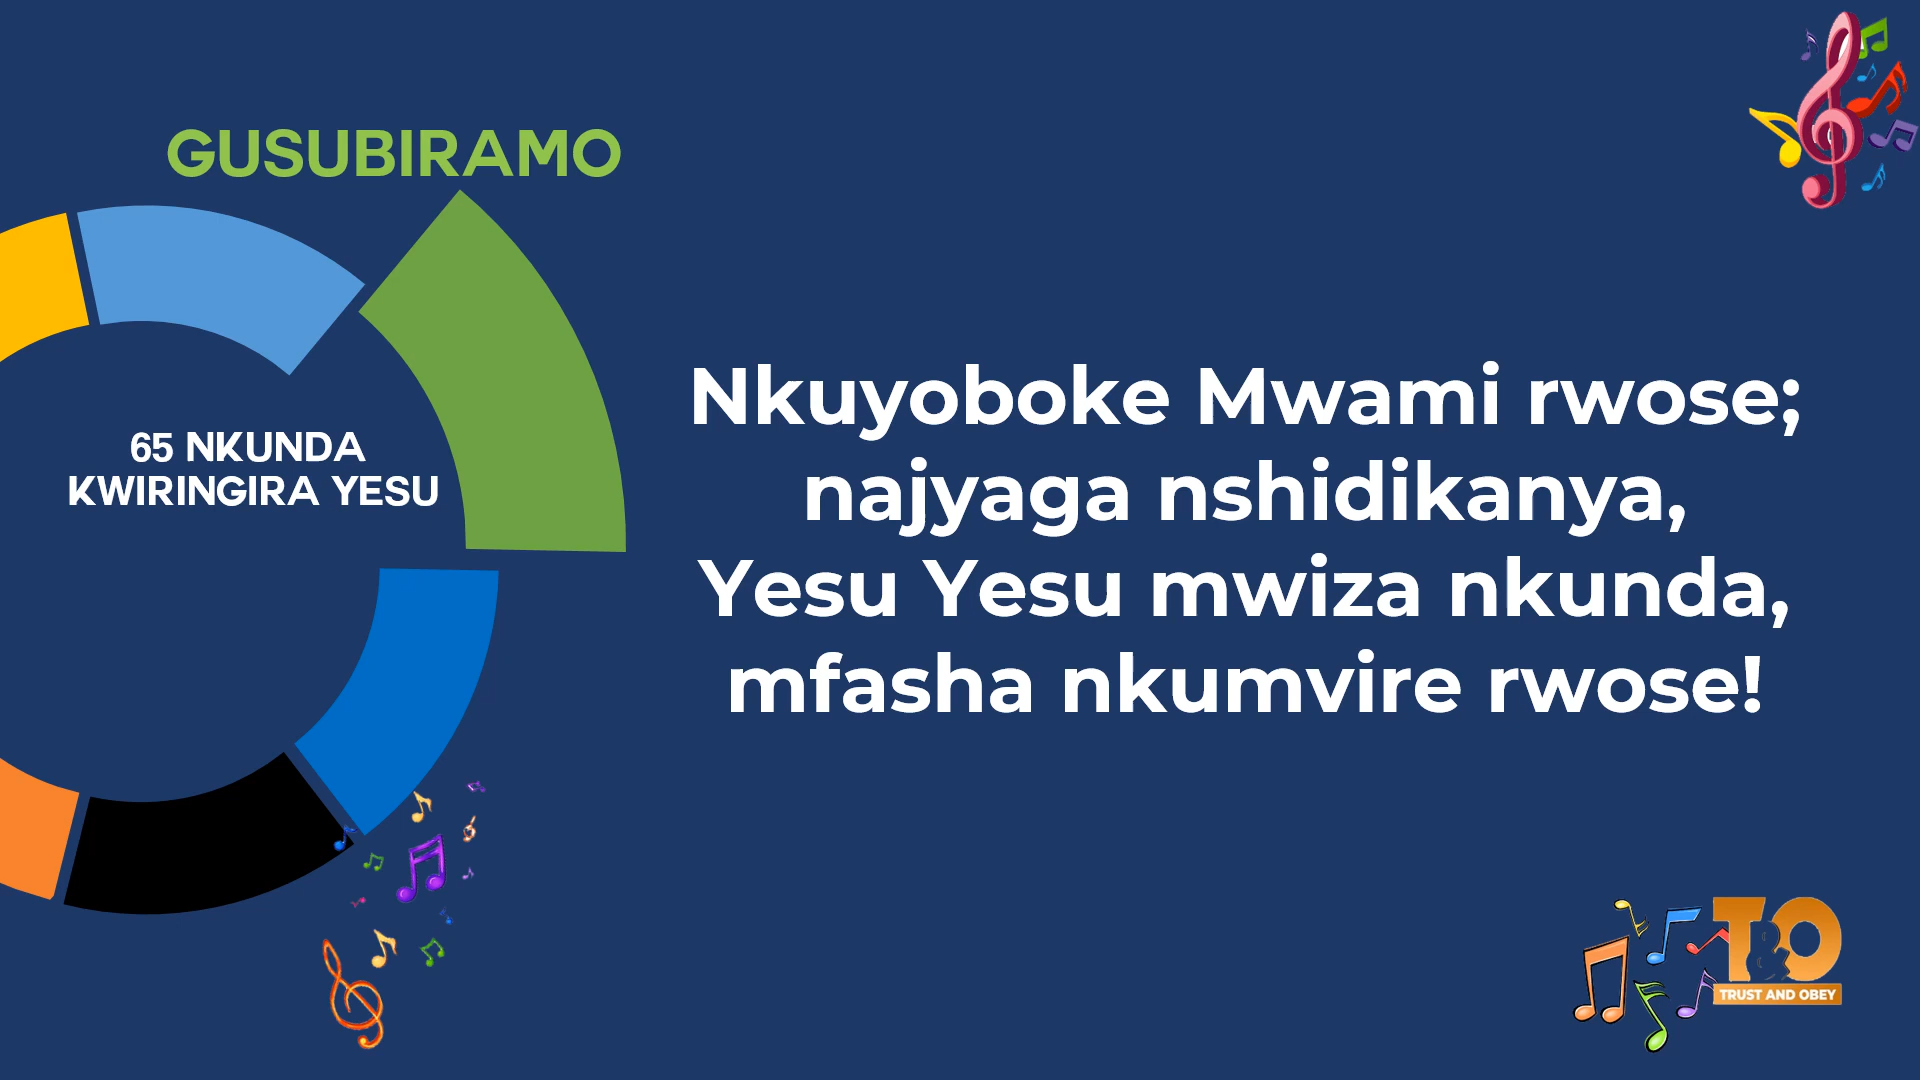 GUSUBIRAMO
65 NKUNDA
KWIRINGIRA YESU
Nkuyoboke Mwami rwose;
najyaga nshidikanya,
Yesu Yesu mwiza nkunda,
mfasha nkumvire rwose!
T&O
TRUST AND OBEY